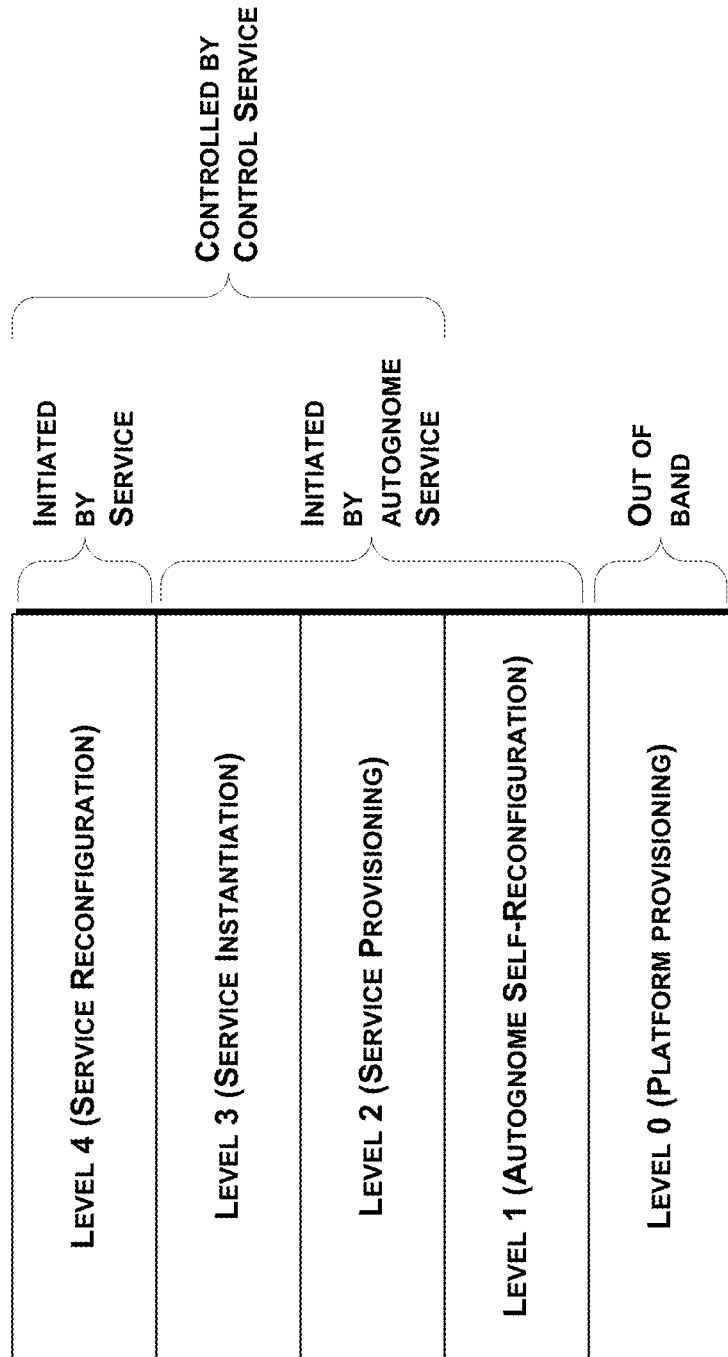 LEVEL 4 (SERVICE RECONFIGURATION)
LEVEL 3 (SERVICE INSTANTIATION)
LEVEL 2 (SERVICE PROVISIONING)
LEVEL 1 (AUTOGNOME SELF-RECONFIGURATION)
LEVEL 0 (PLATFORM PROVISIONING)
INITIATED
BY
SERVICE
INITIATED
BY
AUTOGNOME
SERVICE
OUT OF
BAND
CONTROLLED BY
CONTROL SERVICE